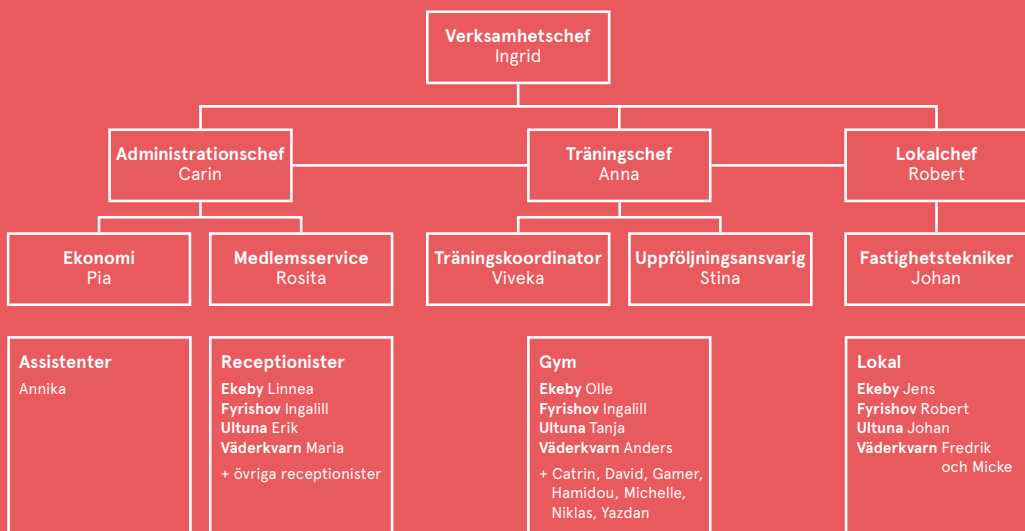 Verksamhetschef
Ingrid
Administrationschef
Carin
Träningschef
Anna
Lokalchef
Robert
Ekonomi
Pia
Medlemsservice
Rosita
Träningskoordinator
Viveka
Uppföljningsansvarig
Stina
Fastighetstekniker
Johan
Assistenter
Annika
Receptionister
Ekeby Linnea
Fyrishov Ingalill
Ultuna Erik
Väderkvarn Maria
+ övriga receptionister
Gym
Ekeby Olle
Fyrishov Ingalill
Ultuna Tanja
Väderkvarn Anders
+ Catrin, David, Gamer,
Hamidou, Michelle,
Niklas, Yazdan
Lokal
Ekeby Jens
Fyrishov Robert
Ultuna Johan
Väderkvarn Fredrik
och Micke